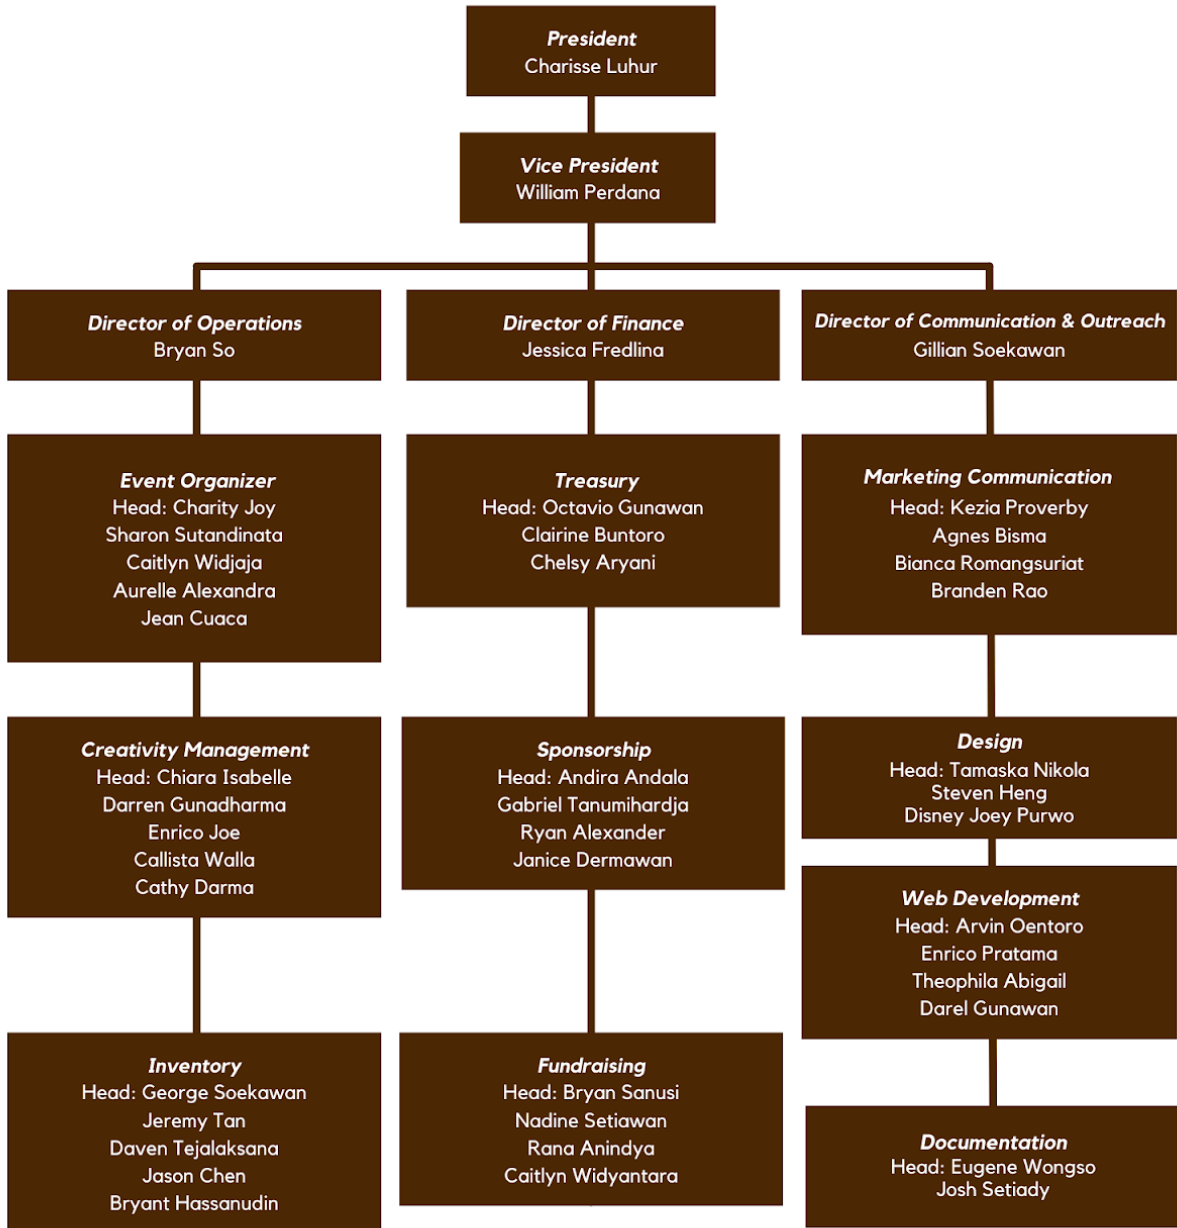 President
Charisse Luhur
Vice President
William Perdana
Director of Operations
Bryan So
Director of Finance
Jessica Fredlina
Director of Communication & Outreach
Gillian Soekawan
Event Organizer
Head: Charity Joy
Sharon Sutandinata
Caitlyn Widjaja
Aurelle Alexandra
Jean Cuaca
Treasury
Head: Octavio Gunawan
Clairine Buntoro
Chelsy Aryani
Marketing Communication
Head: Kezia Proverby
Agnes Bisma
Bianca Romangsuriat
Branden Rao
Creativity Management
Head: Chiara Isabelle
Darren Gunadharma
Enrico Joe
Callista Walla
Cathy Darma
Sponsorship
Head: Andira Andala
Gabriel Tanumihardja
Ryan Alexander
Janice Dermawan
Design
Head: Tamaska Nikola
Steven Heng
Disney Joey Purwo
Web Development
Head: Arvin Oentoro
Enrico Pratama
Theophila Abigail
Darel Gunawan
Inventory
Head: George Soekawan
Jeremy Tan
Daven Tejalaksana
Jason Chen
Bryant Hassanudin
Fundraising
Head: Bryan Sanusi
Nadine Setiawan
Rana Anindya
Caitlyn Widyantara
Documentation
Head: Eugene Wongso
Josh Setiady